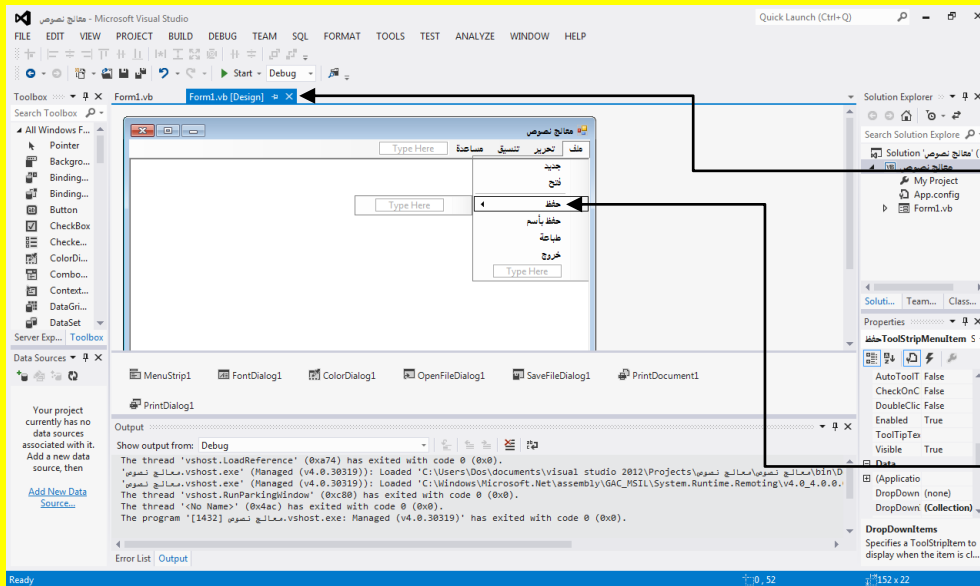 معالج نصوص - Microsoft Visual Studio
Quick Launch (Ctrl+Q)
FILE EDIT VIEW PROJECT BUILD DEBUG TEAM SQL FORMAT TOOLS TEST ANALYZE WINDOW HELP
Start Debug
Toolbox
Search Toolbox
All Windows F...
Pointer
Backgro...
Binding...
Binding...
Button
CheckBox
Checke...
ColorDi...
Combo...
Context...
DataGri...
DataSet
Server Exp... Toolbox
Data Sources
Your project
currently has no
data sources
associated with it.
Add a new data
source, then
Add New Data
Source...
Form1.vb Form1.vb [Design]
معالج نصوص
ملف تحرير تنسيق مساعدة Type Here
جديد
فتح
حفظ
Type Here
حفظ بأسم
طباعة
خروج
Type Here
MenuStrip1 FontDialog1 ColorDialog1 OpenFileDialog1 SaveFileDialog1 PrintDocument1
PrintDialog1
Output
Show output from: Debug
The thread 'vshost.LoadReference' (0xa74) has exited with code 0 (0x0).
'معالج نصوص.vshost.exe' (Managed (v4.0.30319)): Loaded 'C:\Users\Dos\documents\visual studio 2012\Projects\معالج نصوص\معالج نصوص\bin\D
'معالج نصوص.vshost.exe' (Managed (v4.0.30319)): Loaded 'C:\Windows\Microsoft.Net\assembly\GAC_MSIL\System.Runtime.Remoting\v4.0_4.0.0.
The thread 'vshost.RunParkingWindow' (0xc80) has exited with code 0 (0x0).
The thread '<No Name>' (0x4ac) has exited with code 0 (0x0).
The program '[1432] معالج نصوص.vshost.exe: Managed (v4.0.30319)' has exited with code 0 (0x0).
Error List Output
Solution Explorer
Search Solution Explore
Solution 'معالج نصوص' (
معالج نصوص
My Project
App.config
Form1.vb
Soluti... Team... Class...
Properties
حفظToolStripMenuItem S
AutoToolT False
CheckOnC False
DoubleClic False
Enabled True
ToolTipTex
Visible True
Data
(Applicatio
DropDown (none)
DropDown (Collection)
DropDownItems
Specifies a ToolStripItem to
display when the item is cl...
Ready 0 , 52 152 x 22